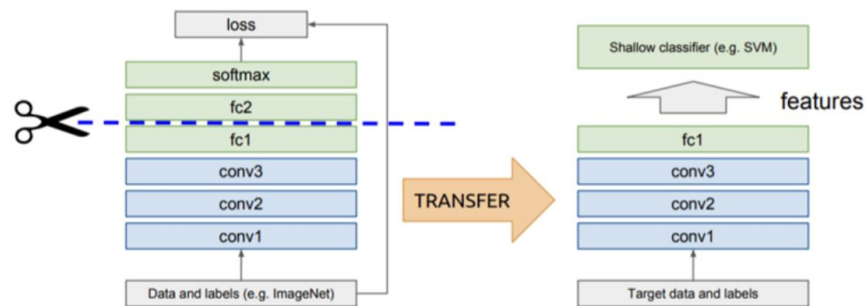 loss
softmax
fc2
fc1
conv3
conv2
conv1
Data and labels (e.g. ImageNet)
TRANSFER
Shallow classifier (e.g. SVM)
features
fc1
conv3
conv2
conv1
Target data and labels